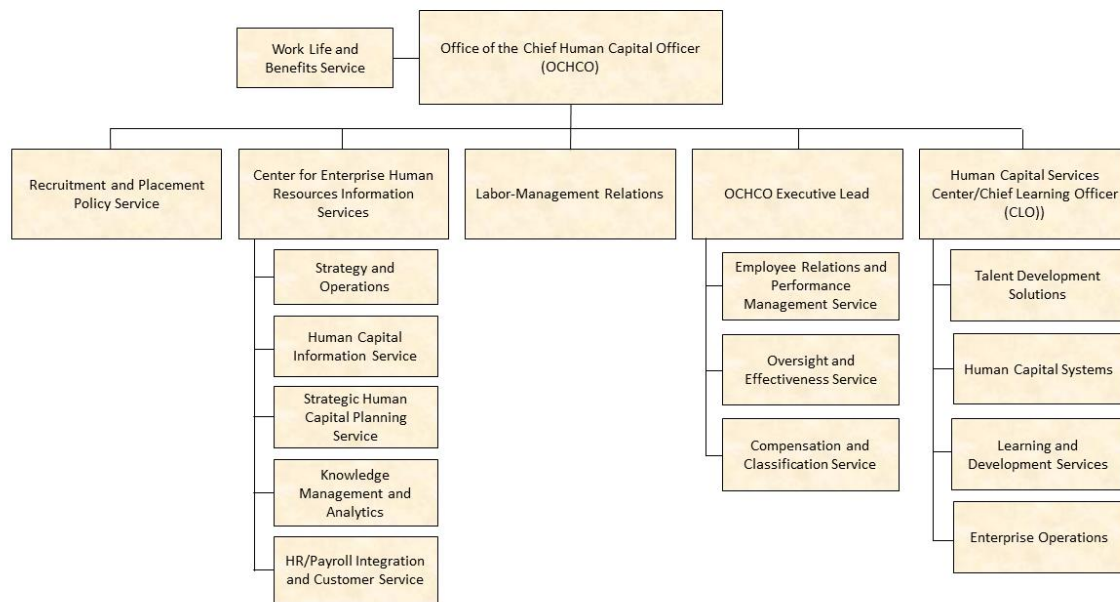 Work Life and
Benefits Service
Office of the Chief Human Capital Officer
(OCHCO)
Recruitment and Placement
Policy Service
Center for Enterprise Human
Resources Information
Services
Labor-Management Relations
OCHCO Executive Lead
Human Capital Services
Center/Chief Learning Officer
(CLO))
Strategy and
Operations
Human Capital
Information Service
Strategic Human
Capital Planning
Service
Knowledge
Management and
Analytics
HR/Payroll Integration
and Customer Service
Employee Relations and
Performance
Management Service
Oversight and
Effectiveness Service
Compensation and
Classification Service
Talent Development
Solutions
Human Capital Systems
Learning and
Development Services
Enterprise Operations